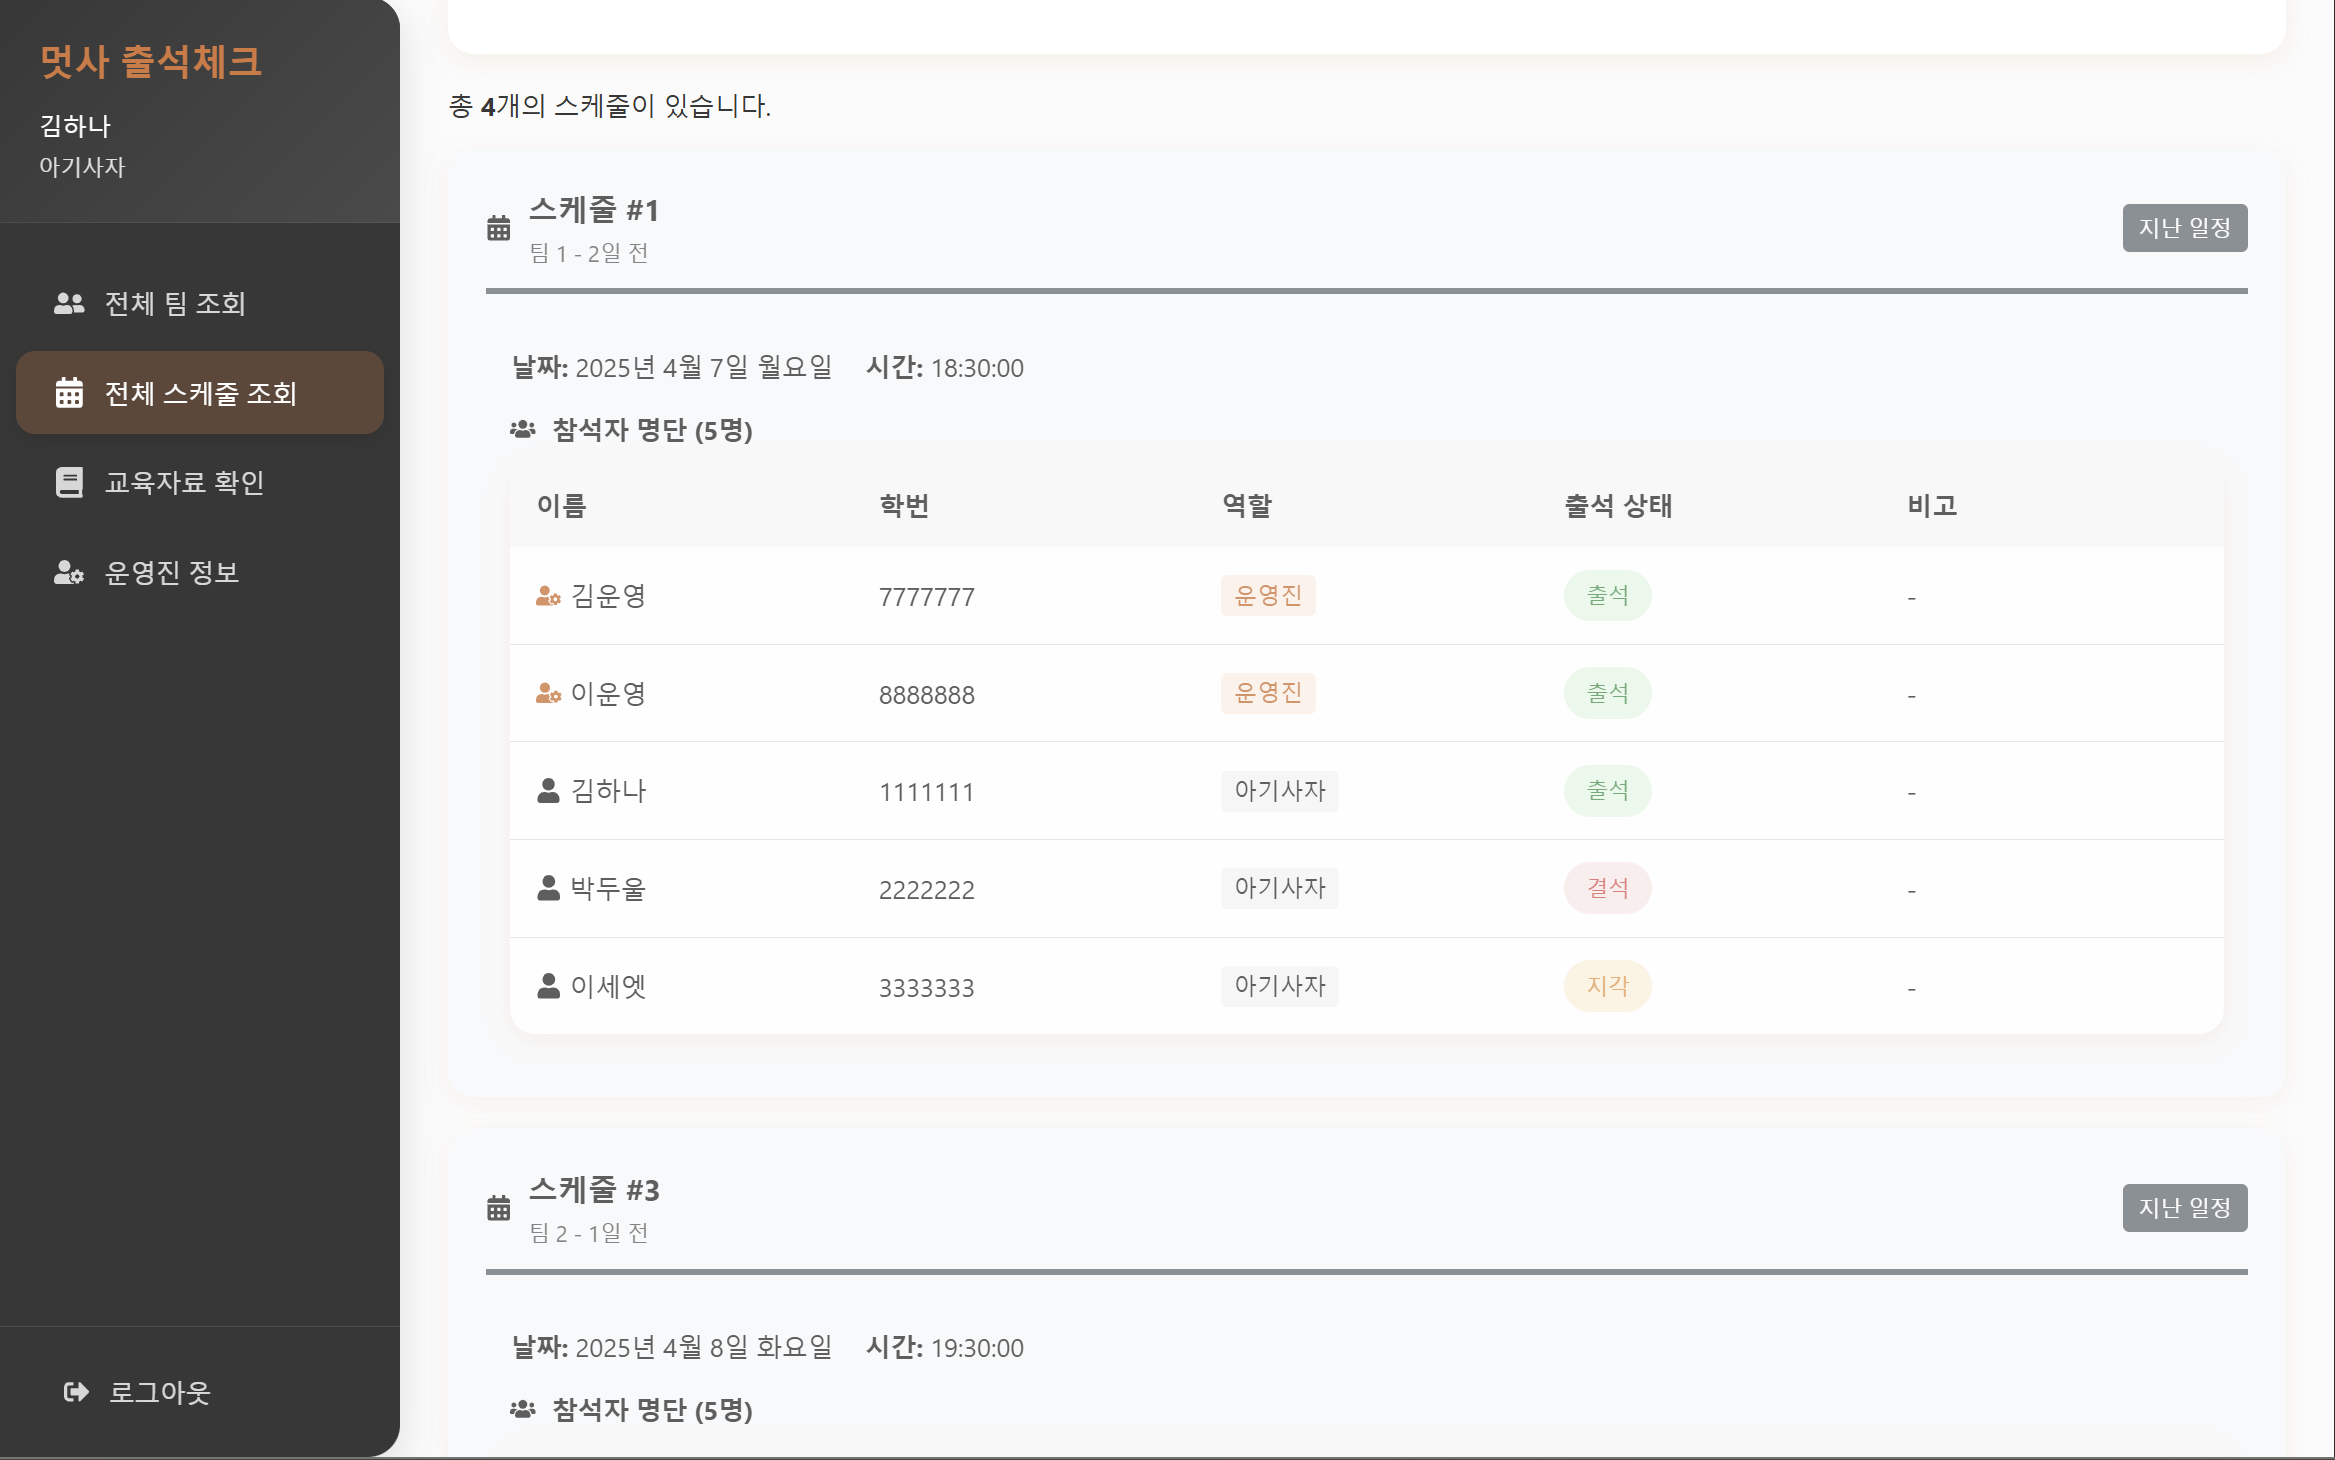 멋사 출석체크
김하나
아기사자
전체 팀 조회
전체 스케줄 조회
교육자료 확인
운영진 정보
로그아웃
총 4개의 스케줄이 있습니다.
스케줄 #1
팀 1 - 2일 전
지난 일정
날짜: 2025년 4월 7일 월요일 시간: 18:30:00
참석자 명단 (5명)
이름 학번 역할 출석 상태 비고
김운영 7777777 운영진 출석 -
이운영 8888888 운영진 출석 -
김하나 1111111 아기사자 출석 -
박두울 2222222 아기사자 결석 -
이세엣 3333333 아기사자 지각 -
스케줄 #3
팀 2 - 1일 전
지난 일정
날짜: 2025년 4월 8일 화요일 시간: 19:30:00
참석자 명단 (5명)